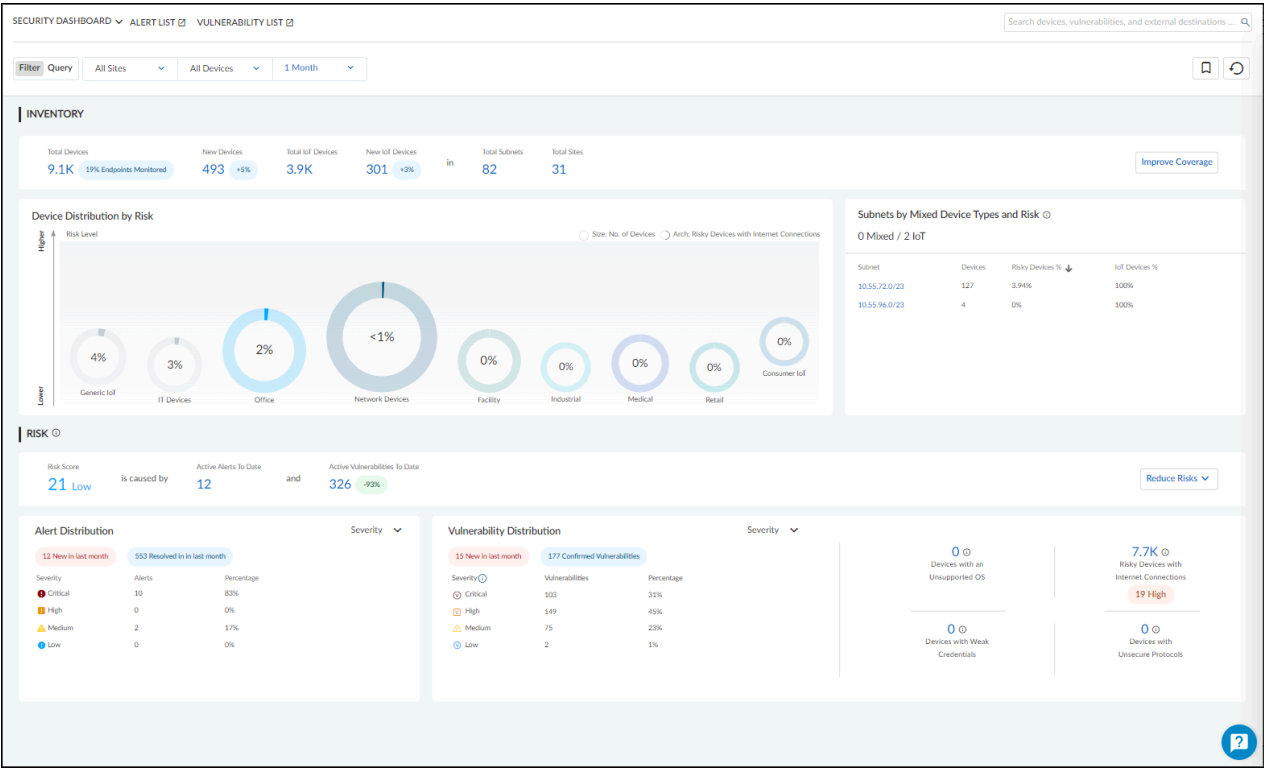 SECURITY DASHBOARD ALERT LIST VULNERABILITY LIST
Search devices, vulnerabilities, and external destinations ...
Filter Query All Sites All Devices 1 Month
INVENTORY
Total Devices New Devices Total IoT Devices New IoT Devices Total Subnets Total Sites
9.1K 19% Endpoints Monitored 493 +5% 3.9K 301 +3% in 82 31
Improve Coverage
Device Distribution by Risk
Higher
Risk Level
Size: No. of Devices Arch: Risky Devices with Internet Connections
4% 3% 2% <1% 0% 0% 0% 0% 0%
Generic IoT IT Devices Office Network Devices Facility Industrial Medical Retail Consumer IoT
Lower
Subnets by Mixed Device Types and Risk
0 Mixed / 2 IoT
Subnet Devices Risky Devices % IoT Devices %
10.55.72.0/23 127 3.94% 100%
10.55.96.0/23 4 0% 100%
RISK
Risk Score Active Alerts To Date Active Vulnerabilities To Date
21 Low is caused by 12 and 326 -93%
Reduce Risks
Alert Distribution Severity
12 New in last month 553 Resolved in in last month
Severity Alerts Percentage
Critical 10 83%
High 0 0%
Medium 2 17%
Low 0 0%
Vulnerability Distribution Severity
15 New in last month 177 Confirmed Vulnerabilities
Severity Vulnerabilities Percentage
Critical 103 31%
High 149 45%
Medium 75 23%
Low 2 1%
0
Devices with an
Unsupported OS
7.7K
Risky Devices with
Internet Connections
19 High
0
Devices with Weak
Credentials
0
Devices with
Unsecure Protocols